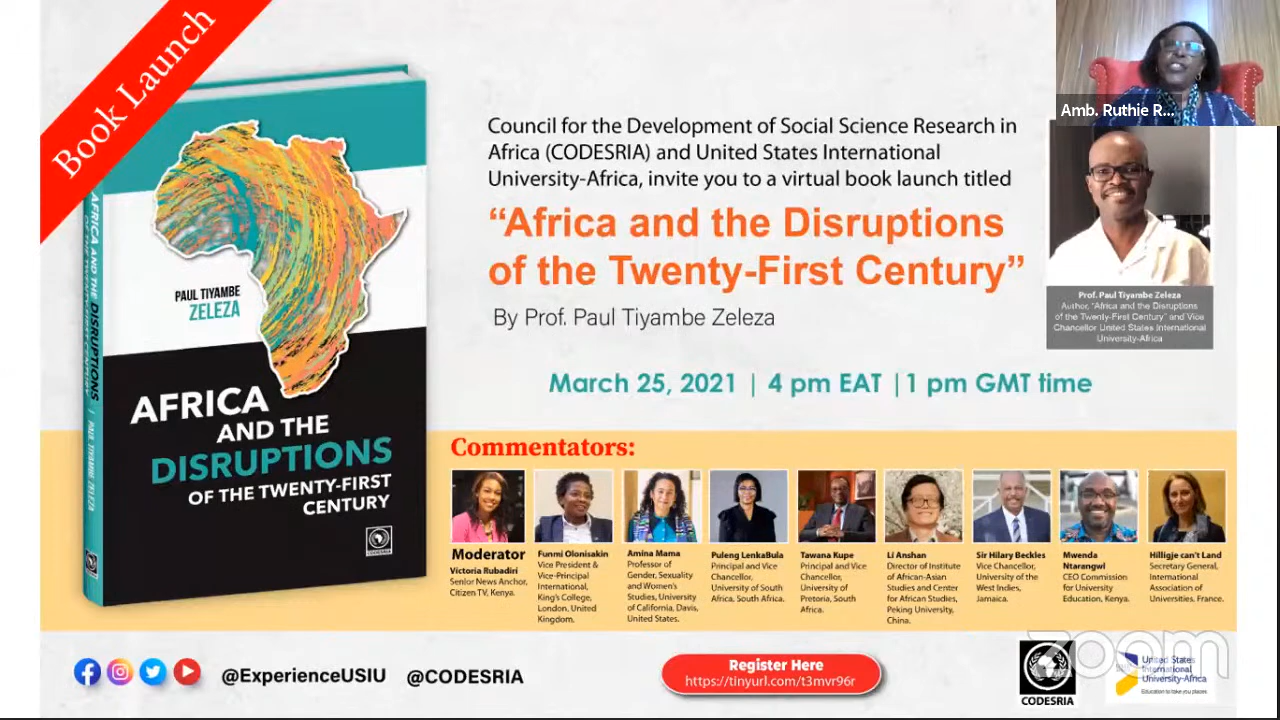 Book Launch
AFRICA AND THE DISRUPTIONS
OF THE TWENTY-FIRST CENTURY
PAUL TIYAMBE ZELEZA
PAUL TIYAMBE
ZELEZA
AFRICA
AND THE
DISRUPTIONS
OF THE TWENTY-FIRST
CENTURY
CODESRIA
Council for the Development of Social Science Research in
Africa (CODESRIA) and United States International
University-Africa, invite you to a virtual book launch titled
“Africa and the Disruptions
of the Twenty-First Century”
By Prof. Paul Tiyambe Zeleza
March 25, 2021 | 4 pm EAT | 1 pm GMT time
Amb. Ruthie R...
Prof. Paul Tiyambe Zeleza
Author, “Africa and the Disruptions
of the Twenty-First Century” and Vice
Chancellor United States International
University-Africa
Commentators:
Moderator
Victoria Rubadiri
Senior News Anchor,
Citizen TV, Kenya.
Funmi Olonisakin
Vice President &
Vice-Principal
International,
King's College,
London, United
Kingdom.
Amina Mama
Professor of
Gender, Sexuality
and Women's
Studies, University
of California, Davis,
United States.
Puleng LenkaBula
Principal and Vice
Chancellor,
University of South
Africa, South Africa.
Tawana Kupe
Principal and Vice
Chancellor,
University of
Pretoria, South
Africa.
Li Anshan
Director of Institute
of African-Asian
Studies and Center
for African Studies,
Peking University,
China.
Sir Hilary Beckles
Vice Chancellor,
University of the
West Indies,
Jamaica.
Mwenda
Ntarangwi
CEO Commission
for University
Education, Kenya.
Hilligje can't Land
Secretary General,
International
Association of
Universities, France.
@ExperienceUSIU @CODESRIA
Register Here
https://tinyurl.com/t3mvr96r
CODESRIA
zoom
United States
International
University-Africa
Education to take you places